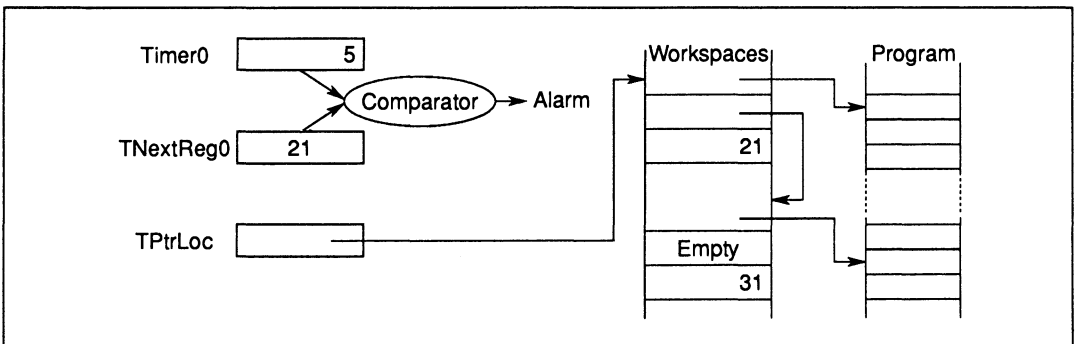 Timer0
5
Comparator
Alarm
TNextReg0
21
TPtrLoc
Workspaces
21
Empty
31
Program